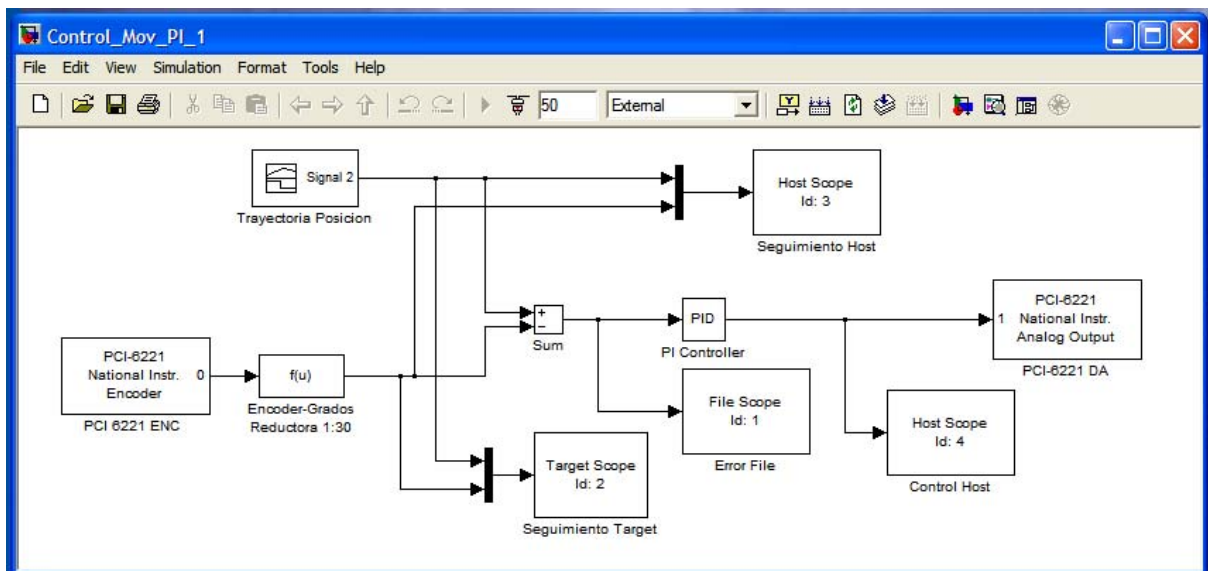 Control_Mov_PI_1
File Edit View Simulation Format Tools Help
50 External
Signal 2
Trayectoria Posicion
Host Scope
Id: 3
Seguimiento Host
+
−
Sum
PID
PI Controller
1
PCI-6221
National Instr.
Analog Output
PCI-6221 DA
PCI-6221
National Instr.
Encoder
0
PCI 6221 ENC
f(u)
Encoder-Grados
Reductora 1:30
File Scope
Id: 1
Error File
Host Scope
Id: 4
Control Host
Target Scope
Id: 2
Seguimiento Target